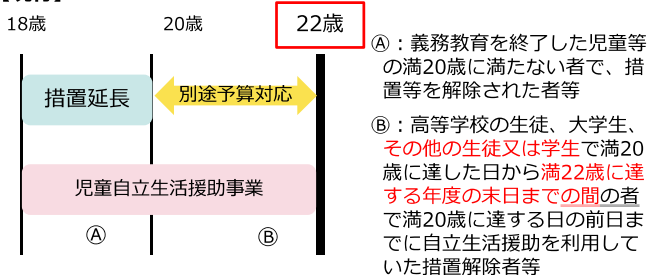 18歳
20歳
22歳
措置延長
別途予算対応
児童自立生活援助事業
Ⓐ
Ⓑ
Ⓐ：義務教育を終了した児童等
の満20歳に満たない者で、措
置等を解除された者等
Ⓑ：高等学校の生徒、大学生、
その他の生徒又は学生で満20
歳に達した日から満22歳に達
する年度の末日までの間の者
で満20歳に達する日の前日ま
でに自立生活援助を利用して
いた措置解除者等